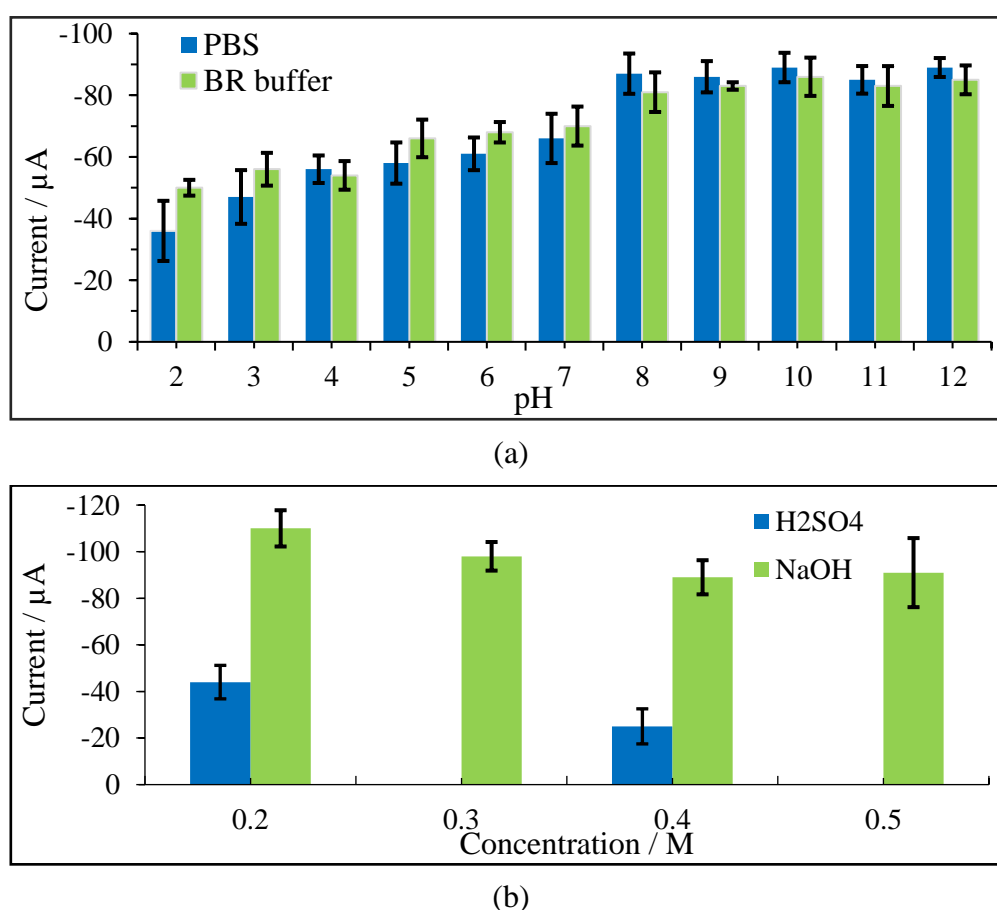 -100
-80
-60
-40
-20
0
Current / µA
PBS
BR buffer
2 3 4 5 6 7 8 9 10 11 12
pH
(a)
-120
-100
-80
-60
-40
-20
0
Current / µA
H2SO4
NaOH
0.2 0.3 0.4 0.5
Concentration / M
(b)